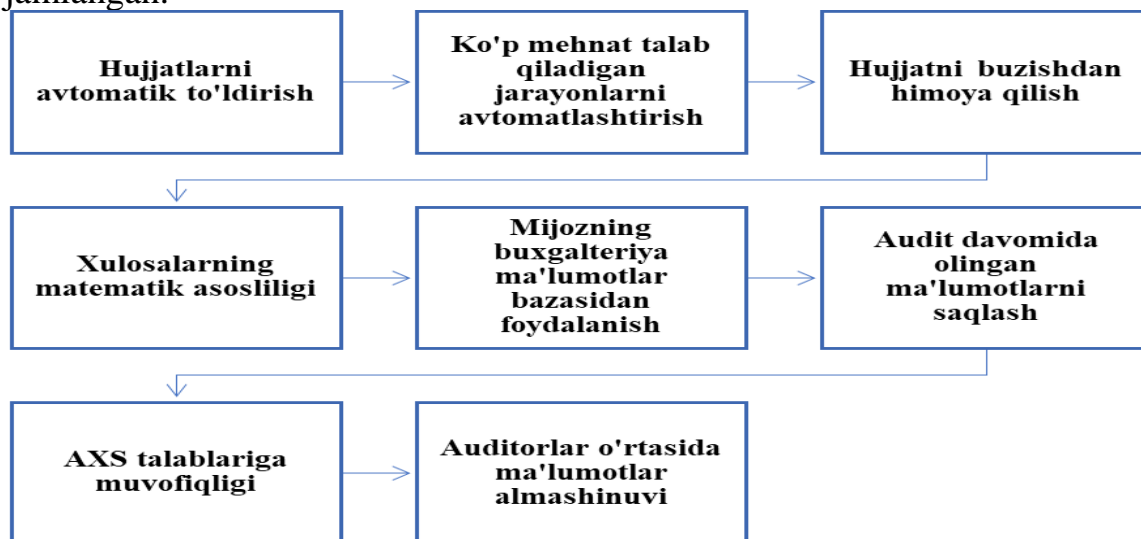 jamlangan.
Hujjatlarni
avtomatik to'ldirish
Ko'p mehnat talab
qiladigan
jarayonlarni
avtomatlashtirish
Hujjatni buzishdan
himoya qilish
Xulosalarning
matematik asosliligi
Mijozning
buxgalteriya
ma'lumotlar
bazasidan
foydalanish
Audit davomida
olingan
ma'lumotlarni
saqlash
AXS talablariga
muvofiqligi
Auditorlar o'rtasida
ma'lumotlar
almashinuvi